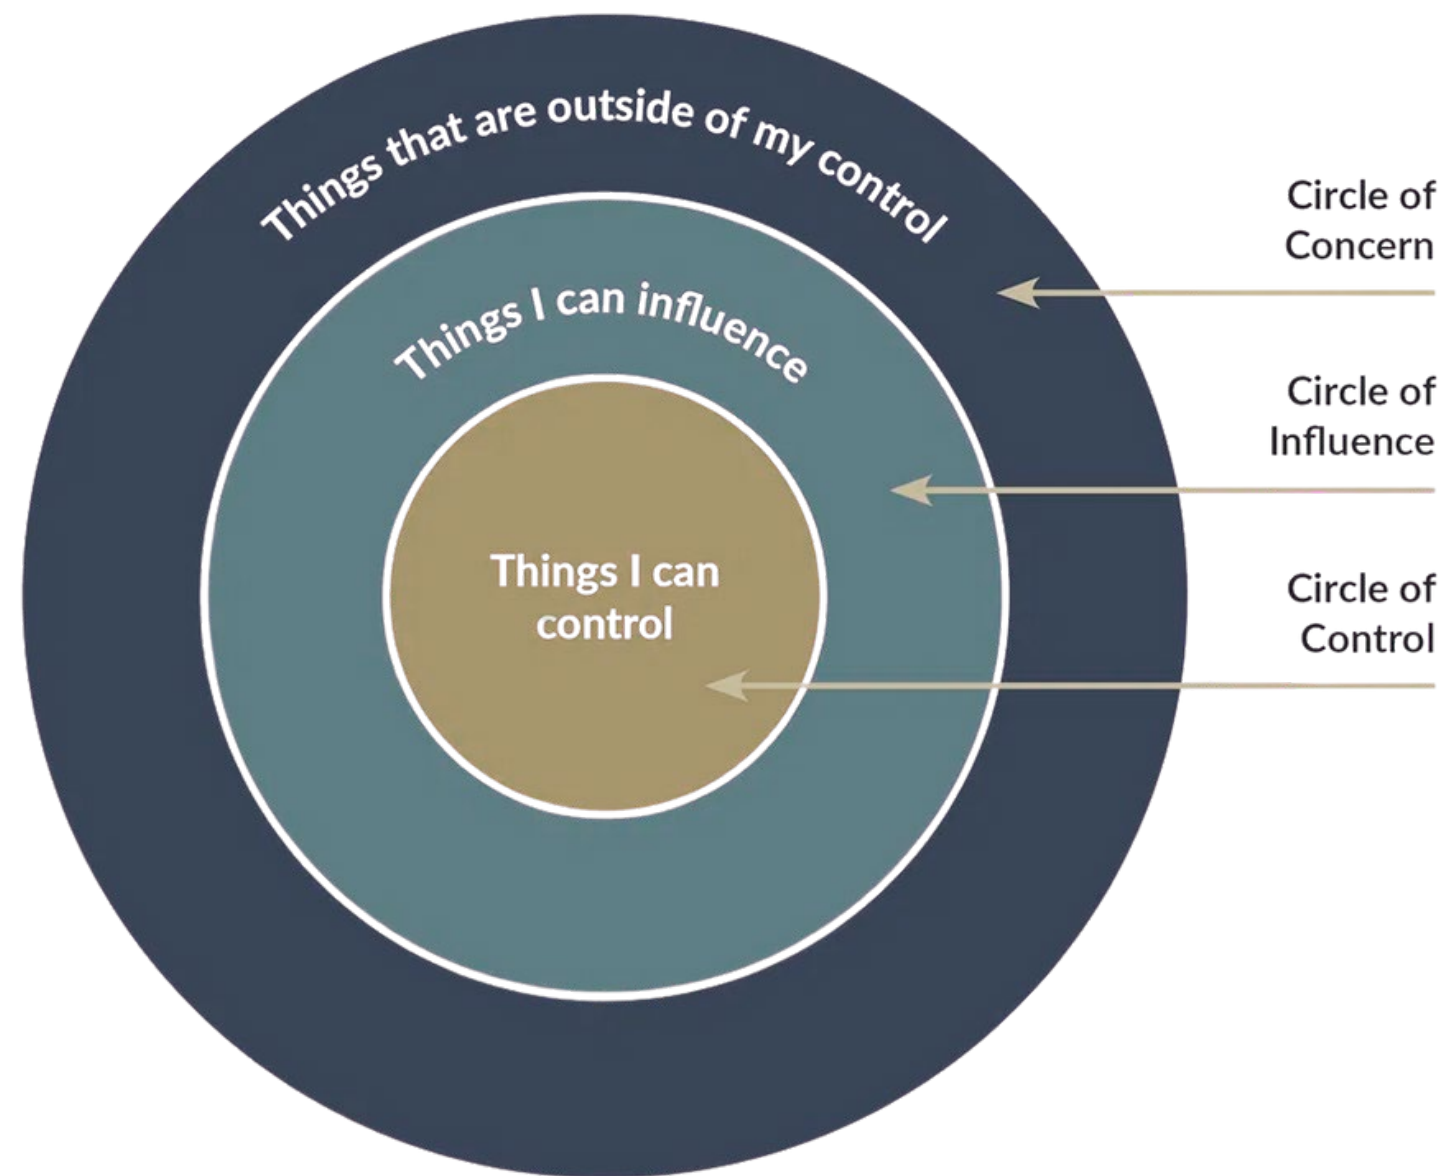 Things that are outside of my control
Things I can influence
Things I can
control
Circle of
Concern
Circle of
Influence
Circle of
Control